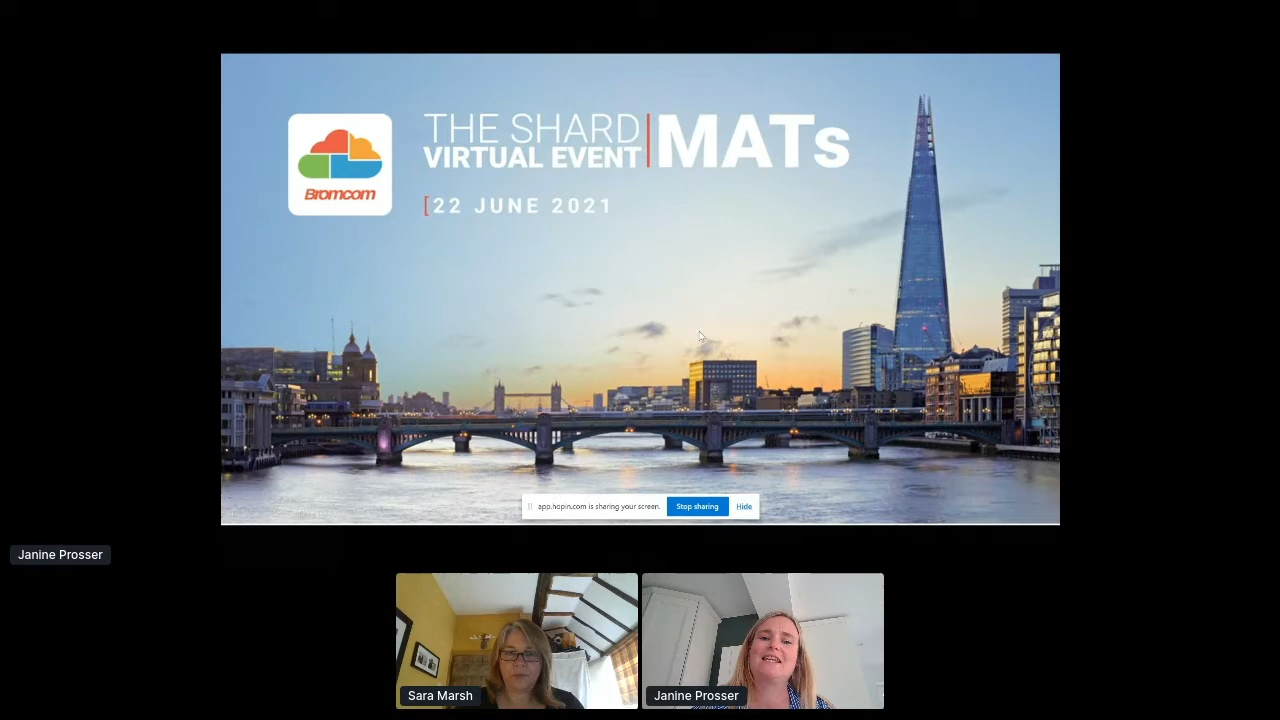 THE SHARD
VIRTUAL EVENT
MATs
Bromcom
[22 JUNE 2021
app.hopin.com is sharing your screen.
Stop sharing
Hide
Janine Prosser
Sara Marsh
Janine Prosser